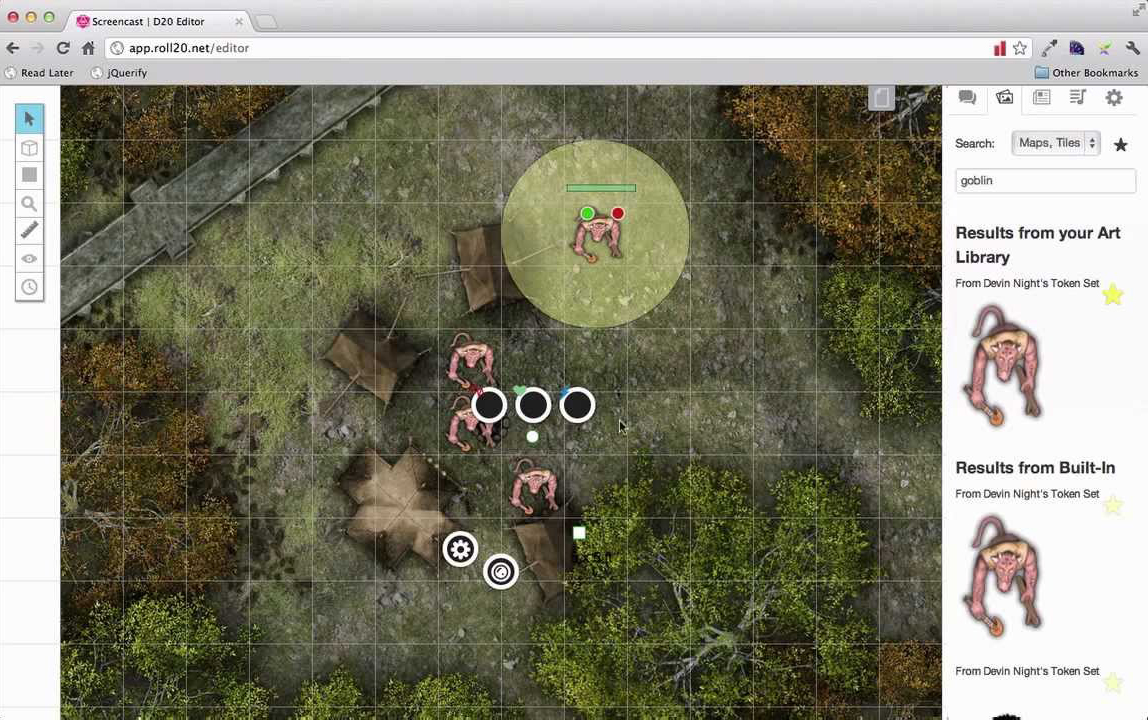 Screencast | D20 Editor
app.roll20.net/editor
Read Later
jQuerify
Other Bookmarks
Search:
Maps, Tiles
goblin
Results from your Art
Library
From Devin Night's Token Set
Results from Built-In
From Devin Night's Token Set
From Devin Night's Token Set